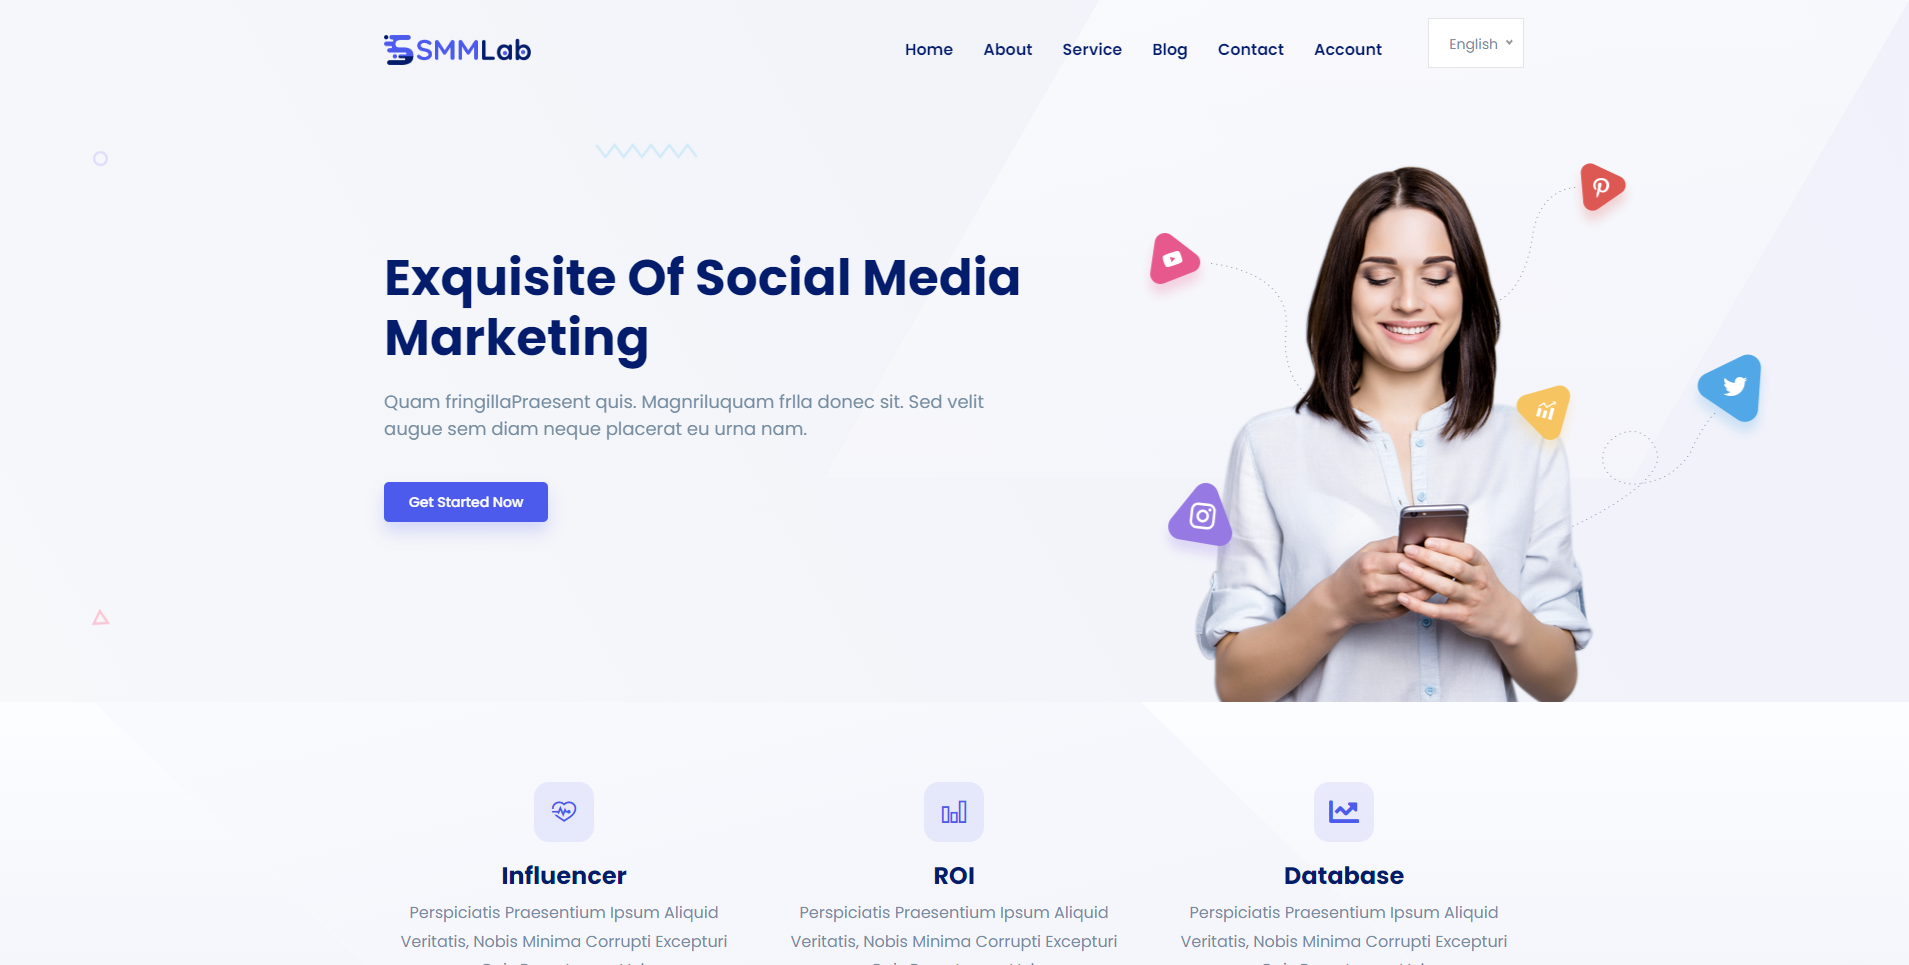 SMMLab
Home About Service Blog Contact Account English
Exquisite Of Social Media
Marketing
Quam fringillaPraesent quis. Magnriluquam frlla donec sit. Sed velit
augue sem diam neque placerat eu urna nam.
Get Started Now
Influencer
Perspiciatis Praesentium Ipsum Aliquid
Veritatis, Nobis Minima Corrupti Excepturi
ROI
Perspiciatis Praesentium Ipsum Aliquid
Veritatis, Nobis Minima Corrupti Excepturi
Database
Perspiciatis Praesentium Ipsum Aliquid
Veritatis, Nobis Minima Corrupti Excepturi